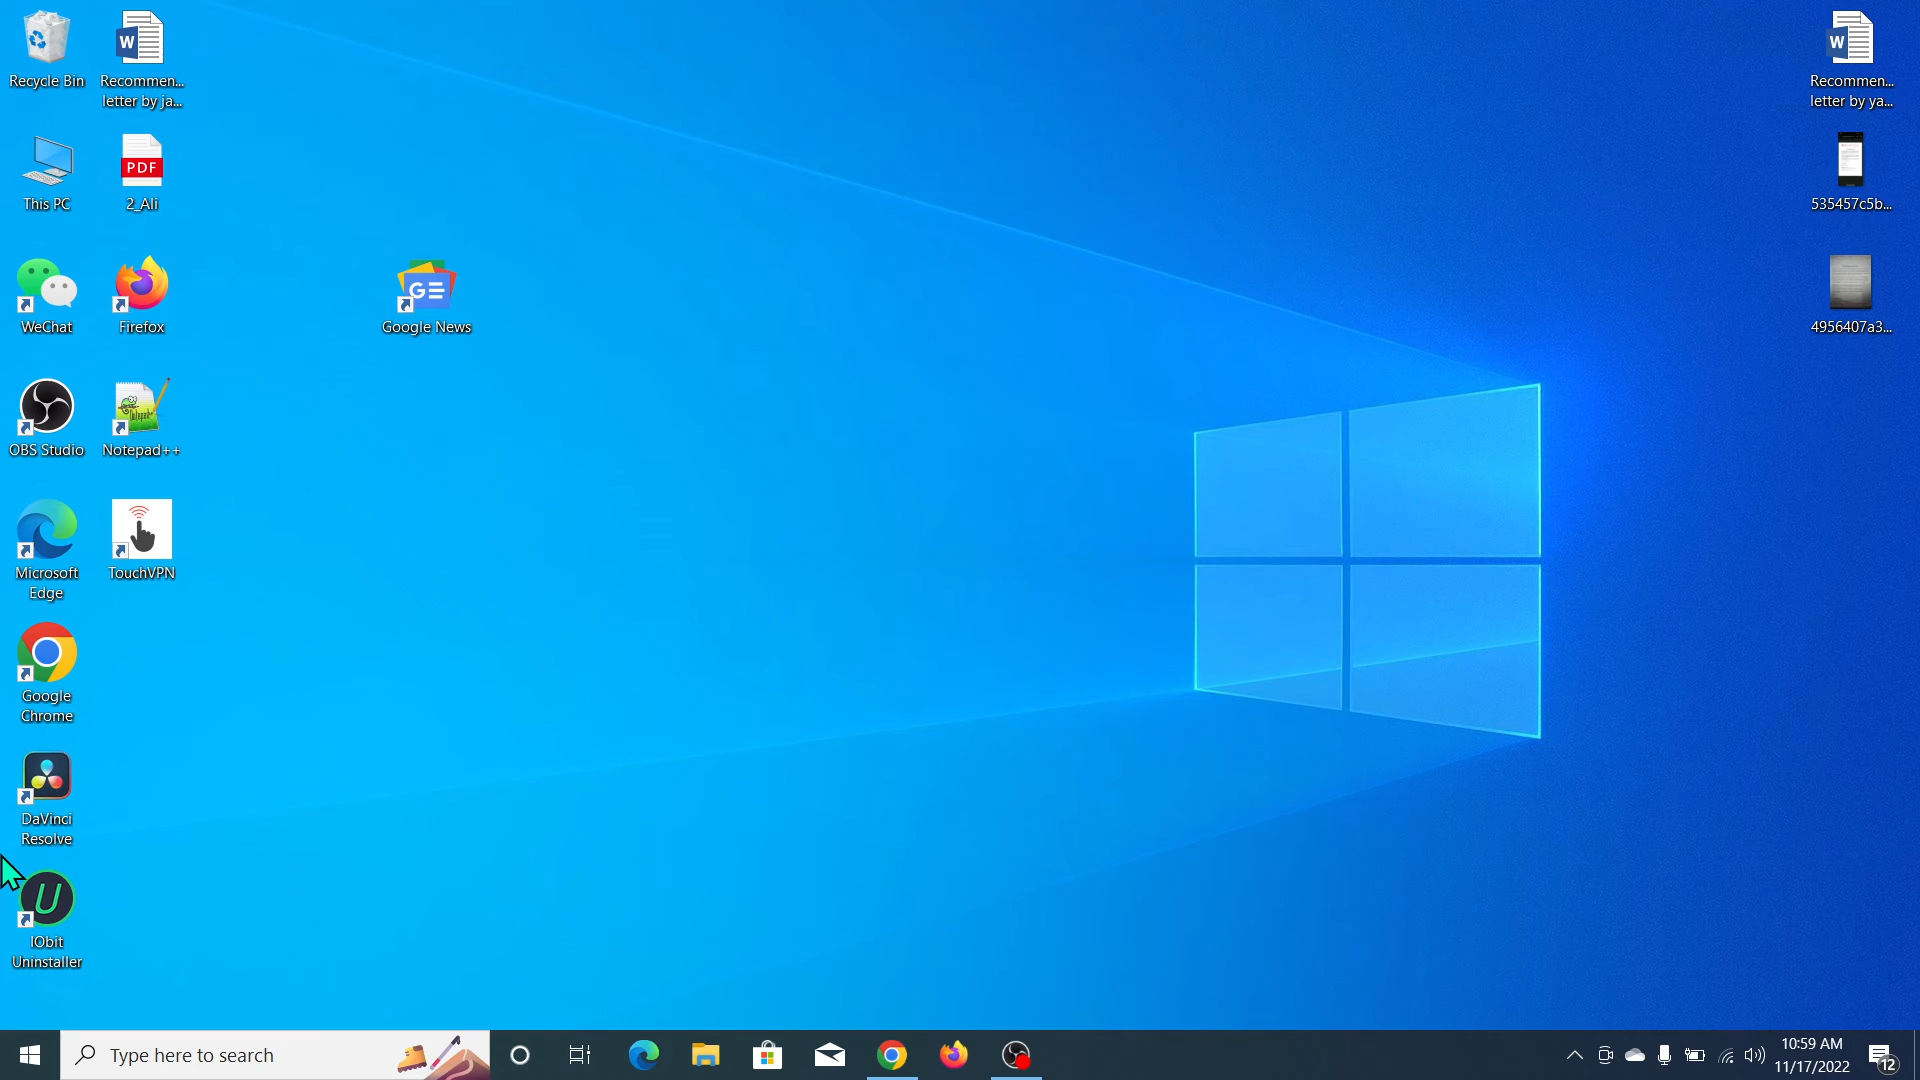 Recycle Bin
Recommen...
letter by ja...
This PC
PDF
2_Ali
WeChat
Firefox
OBS Studio
Notepad++
Microsoft
Edge
TouchVPN
Google
Chrome
DaVinci
Resolve
IObit
Uninstaller
Google News
Recommen...
letter by ya...
535457c5b...
4956407a3...
Type here to search
10:59 AM
11/17/2022
12